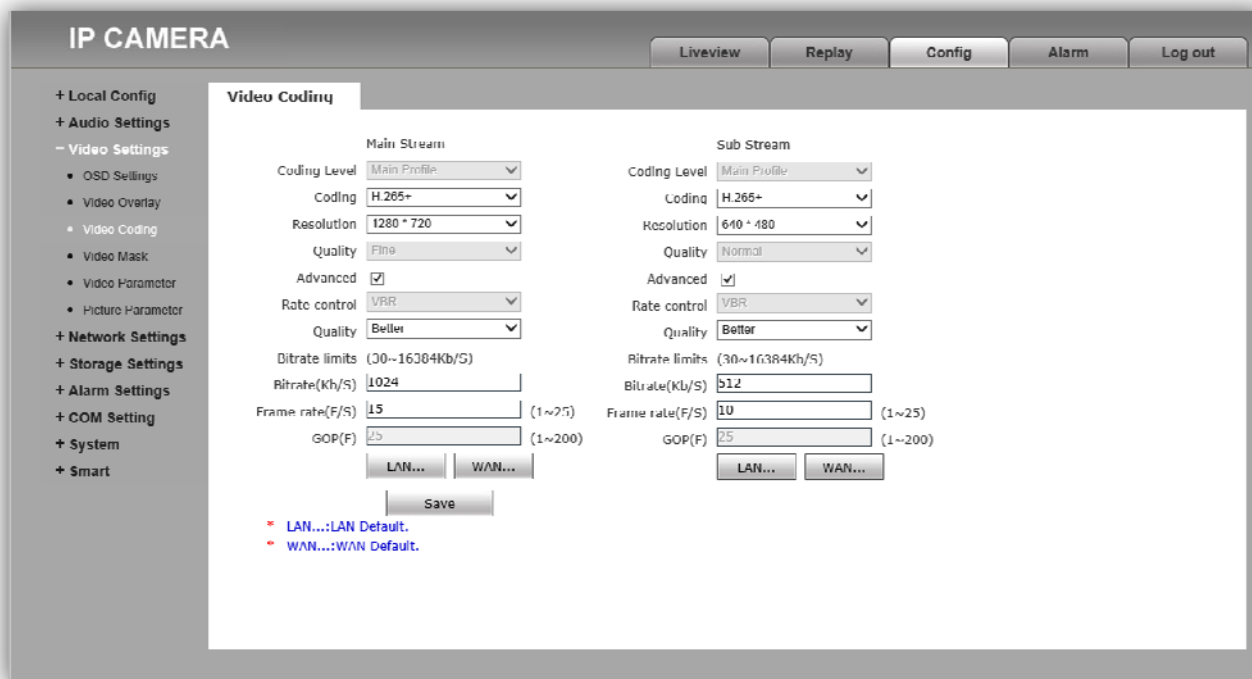 IP CAMERA
Liveview Replay Config Alarm Log out
+ Local Config
+ Audio Settings
− Video Settings
• OSD Settings
• Video Overlay
• Video Coding
• Video Mask
• Video Parameter
• Picture Parameter
+ Network Settings
+ Storage Settings
+ Alarm Settings
+ COM Setting
+ System
+ Smart
Video Coding
Main Stream
Coding Level Main Profile
Coding H.265+
Resolution 1280 * 720
Quality Fine
Advanced
Rate control VBR
Quality Better
Bitrate limits (30~16384Kb/S)
Bitrate(Kb/S) 1024
Frame rate(F/S) 15 (1~25)
GOP(F) 25 (1~200)
LAN... WAN...
Save
Sub Stream
Coding Level Main Profile
Coding H.265+
Resolution 640 * 480
Quality Normal
Advanced
Rate control VBR
Quality Better
Bitrate limits (30~16384Kb/S)
Bitrate(Kb/S) 512
Frame rate(F/S) 10 (1~25)
GOP(F) 25 (1~200)
LAN... WAN...
* LAN...:LAN Default.
* WAN...:WAN Default.